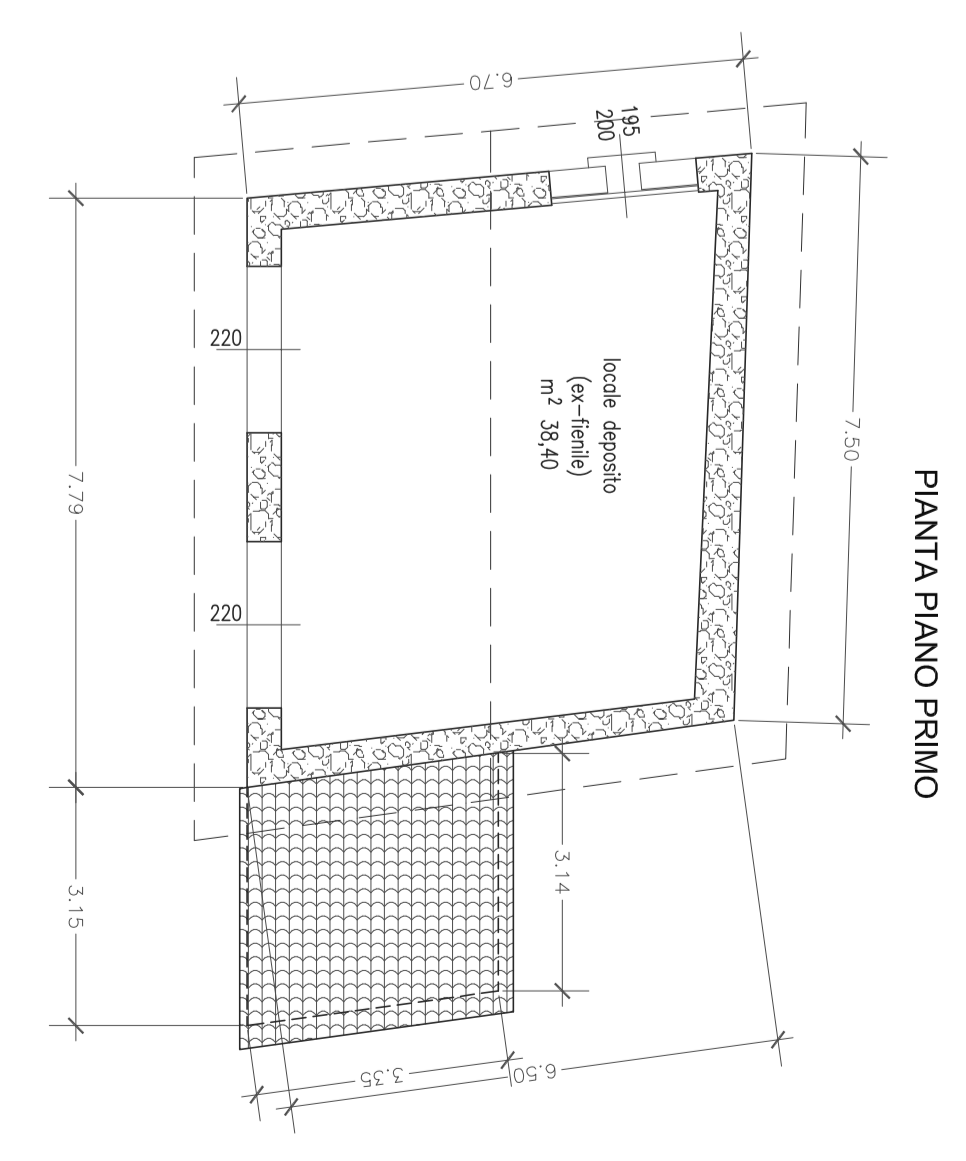 PIANTA PIANO PRIMO
6.70
195
200
7.50
locale deposito
(ex-fienile)
m² 38,40
220
220
7.79
3.15
3.14
3.35
6.50